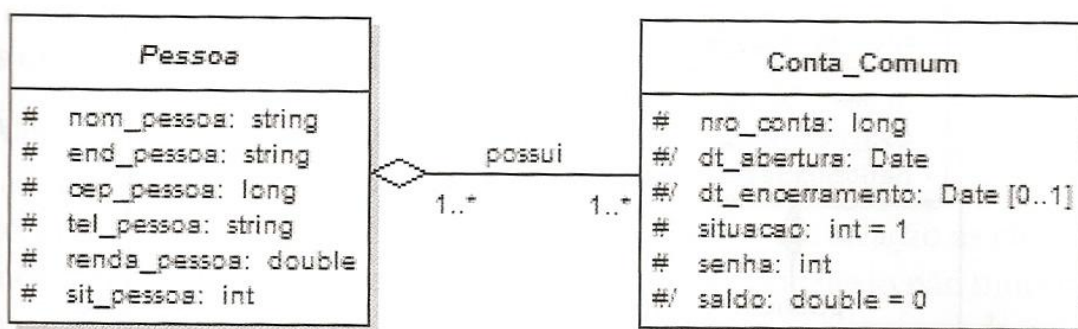 Pessoa
# nom_pessoa: string
# end_pessoa: string
# cep_pessoa: long
# tel_pessoa: string
# renda_pessoa: double
# sit_pessoa: int
possui
1..* 1..*
Conta_Comum
# nro_conta: long
#/ dt_abertura: Date
#/ dt_encerramento: Date [0..1]
# situacao: int = 1
# senha: int
#/ saldo: double = 0